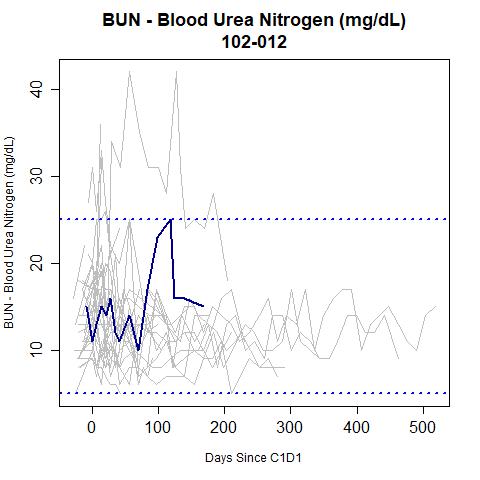 BUN - Blood Urea Nitrogen (mg/dL)
102-012
BUN - Blood Urea Nitrogen (mg/dL)
40
30
20
10
0 100 200 300 400 500
Days Since C1D1